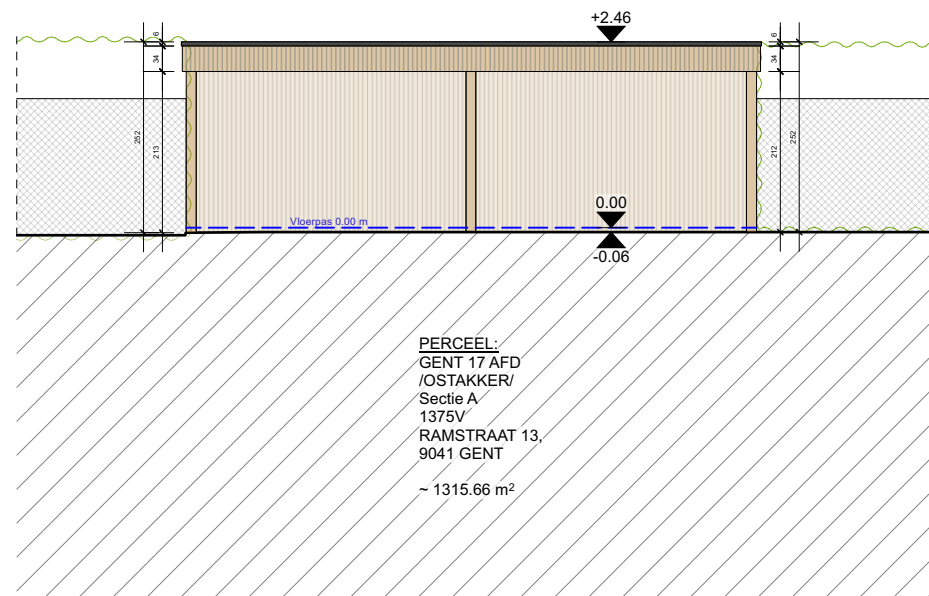 +2.46
6
34
252
213
6
34
252
212
Vloerpas 0.00 m
0.00
-0.06
PERCEEL:
GENT 17 AFD
/OSTAKKER/
Sectie A
1375V
RAMSTRAAT 13,
9041 GENT
~ 1315.66 m²